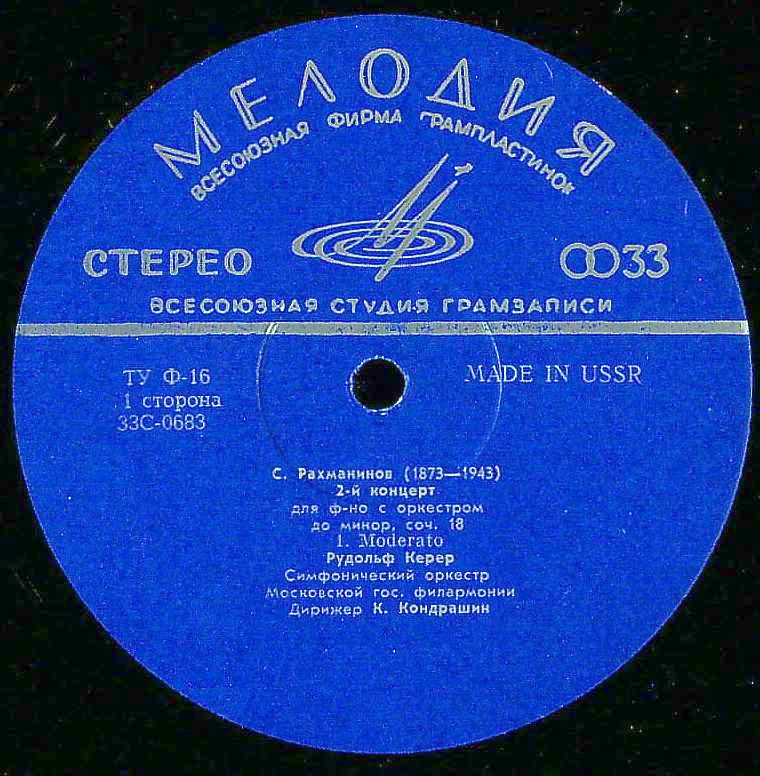 МЕЛОДИЯ
ВСЕСОЮЗНАЯ ФИРМА ГРАМПЛАСТИНОК
СТЕРЕО
33
ВСЕСОЮЗНАЯ СТУДИЯ ГРАМЗАПИСИ
ТУ Ф-16
MADE IN USSR
1 сторона
33С-0683
С. Рахманинов (1873—1943)
2-й концерт
для ф-но с оркестром
до минор, соч. 18
1. Moderato
Рудольф Керер
Симфонический оркестр
Московской гос. филармонии
Дирижер К. Кондрашин